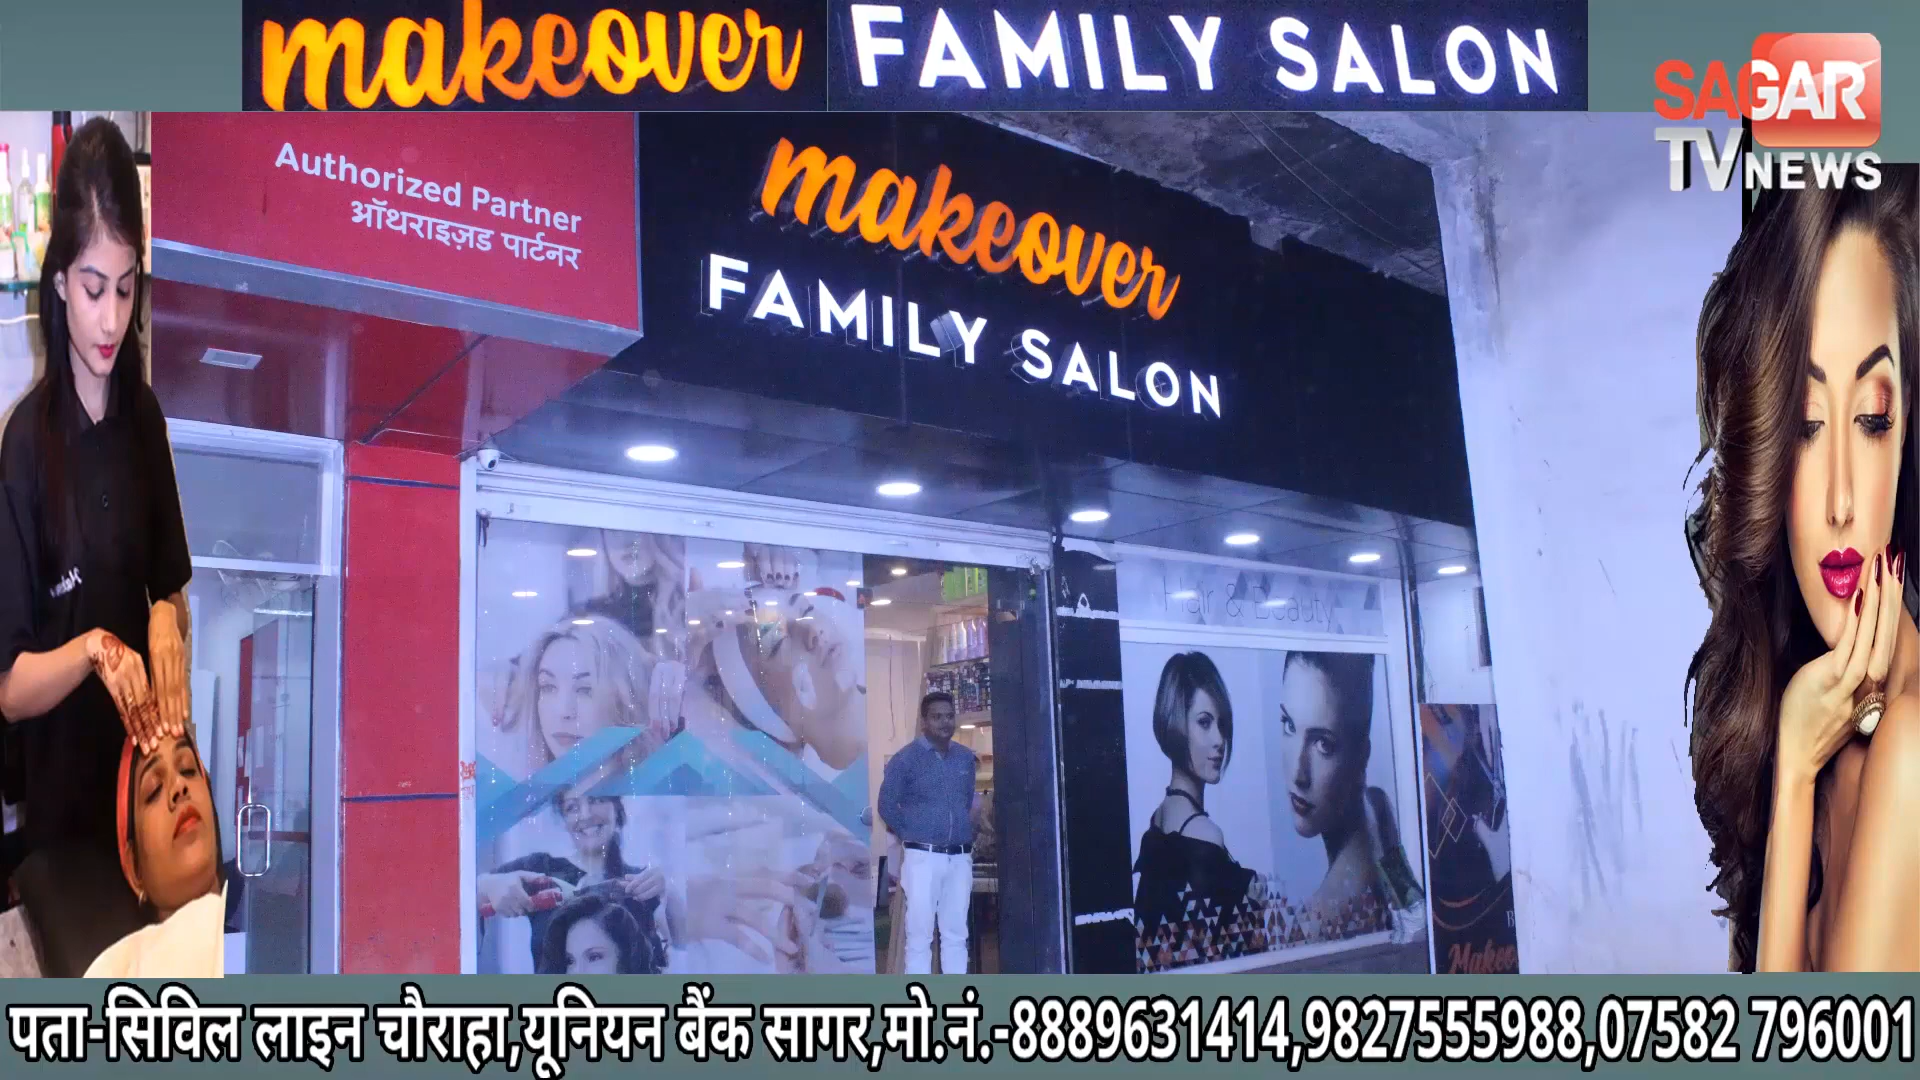 makeover FAMILY SALON
SAGAR
TV NEWS
Authorized Partner
ऑथराइज़्ड पार्टनर
makeover
FAMILY SALON
Hair & Beauty
पता-सिविल लाइन चौराहा,यूनियन बैंक सागर,मो.नं.-8889631414,9827555988,07582 796001